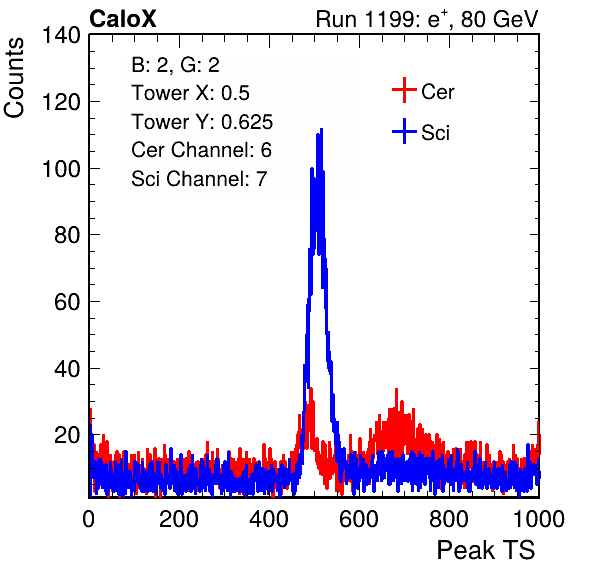 CaloX Run 1199: e⁺, 80 GeV
Counts
140
120
100
80
60
40
20
B: 2, G: 2
Tower X: 0.5
Tower Y: 0.625
Cer Channel: 6
Sci Channel: 7
Cer
Sci
0 200 400 600 800 1000
Peak TS